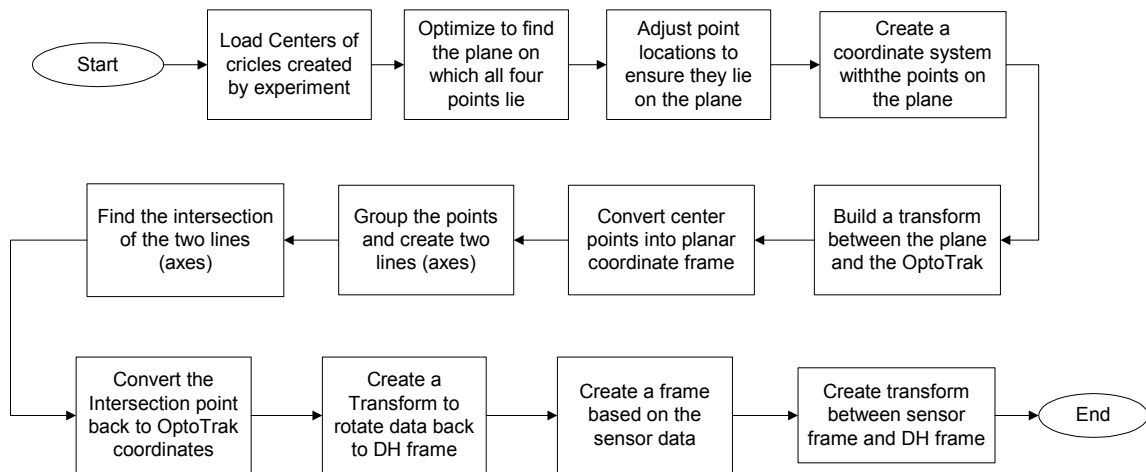 Start
Load Centers of
cricles created
by experiment
Optimize to find
the plane on
which all four
points lie
Adjust point
locations to
ensure they lie
on the plane
Create a
coordinate system
withthe points on
the plane
Find the intersection
of the two lines
(axes)
Group the points
and create two
lines (axes)
Convert center
points into planar
coordinate frame
Build a transform
between the plane
and the OptoTrak
Convert the
Intersection point
back to OptoTrak
coordinates
Create a
Transform to
rotate data back
to DH frame
Create a frame
based on the
sensor data
Create transform
between sensor
frame and DH frame
End